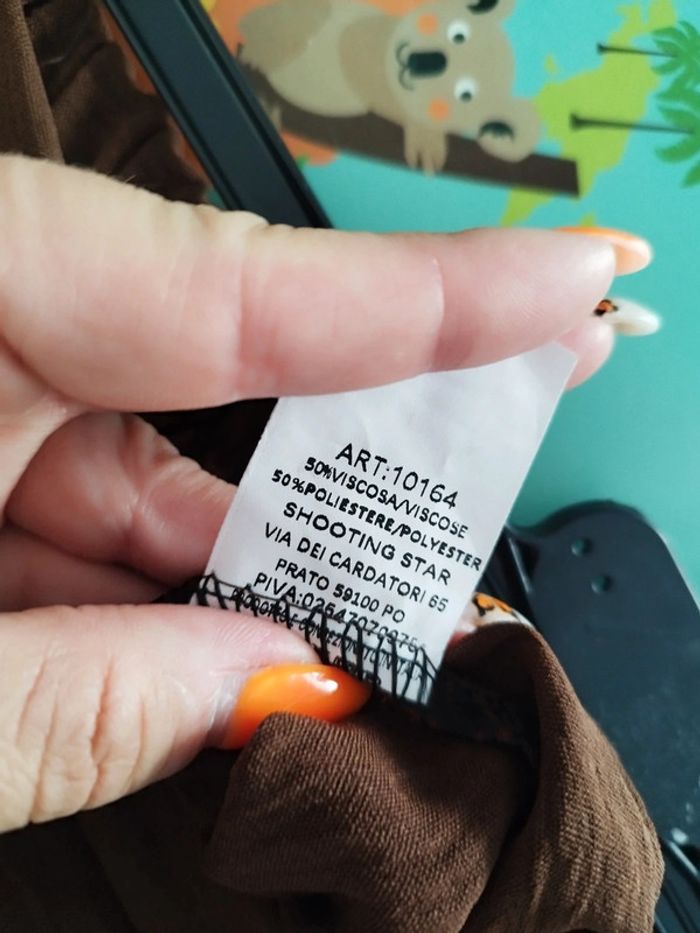 ART:10164
50%VISCOSA/VISCOSE
50%POLIESTERE/POLYESTER
SHOOTING STAR
VIA DEI CARDATORI 65
PRATO 59100 PO